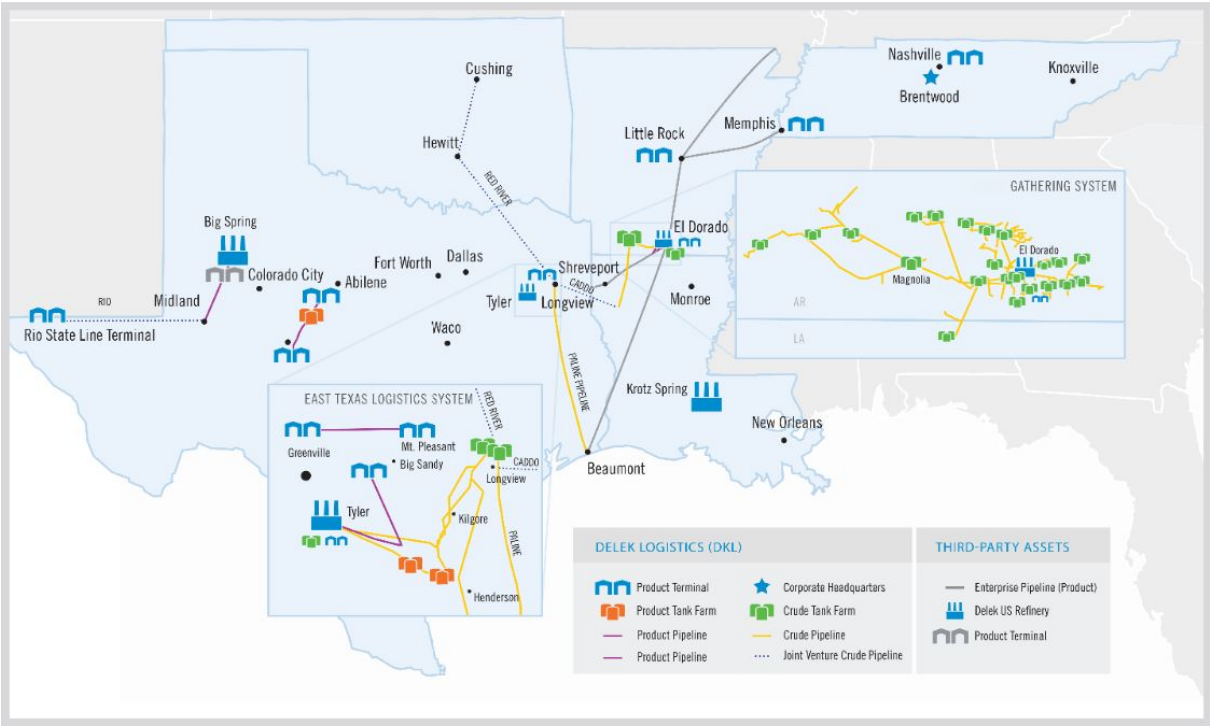 Cushing
Hewitt
RED RIVER
Nashville
Brentwood
Knoxville
Memphis
Little Rock
GATHERING SYSTEM
El Dorado
Magnolia
AR
LA
Big Spring
Colorado City
Abilene
Fort Worth
Dallas
RIO
Midland
Rio State Line Terminal
Waco
Tyler
Longview
Shreveport
CADDO
El Dorado
Monroe
PALINE PIPELINE
Krotz Spring
New Orleans
Beaumont
EAST TEXAS LOGISTICS SYSTEM
RED RIVER
Greenville
Mt. Pleasant
Big Sandy
CADDO
Longview
Tyler
Kilgore
PALINE
Henderson
DELEK LOGISTICS (DKL)
Product Terminal
Product Tank Farm
Product Pipeline
Product Pipeline
Corporate Headquarters
Crude Tank Farm
Crude Pipeline
Joint Venture Crude Pipeline
THIRD-PARTY ASSETS
Enterprise Pipeline (Product)
Delek US Refinery
Product Terminal